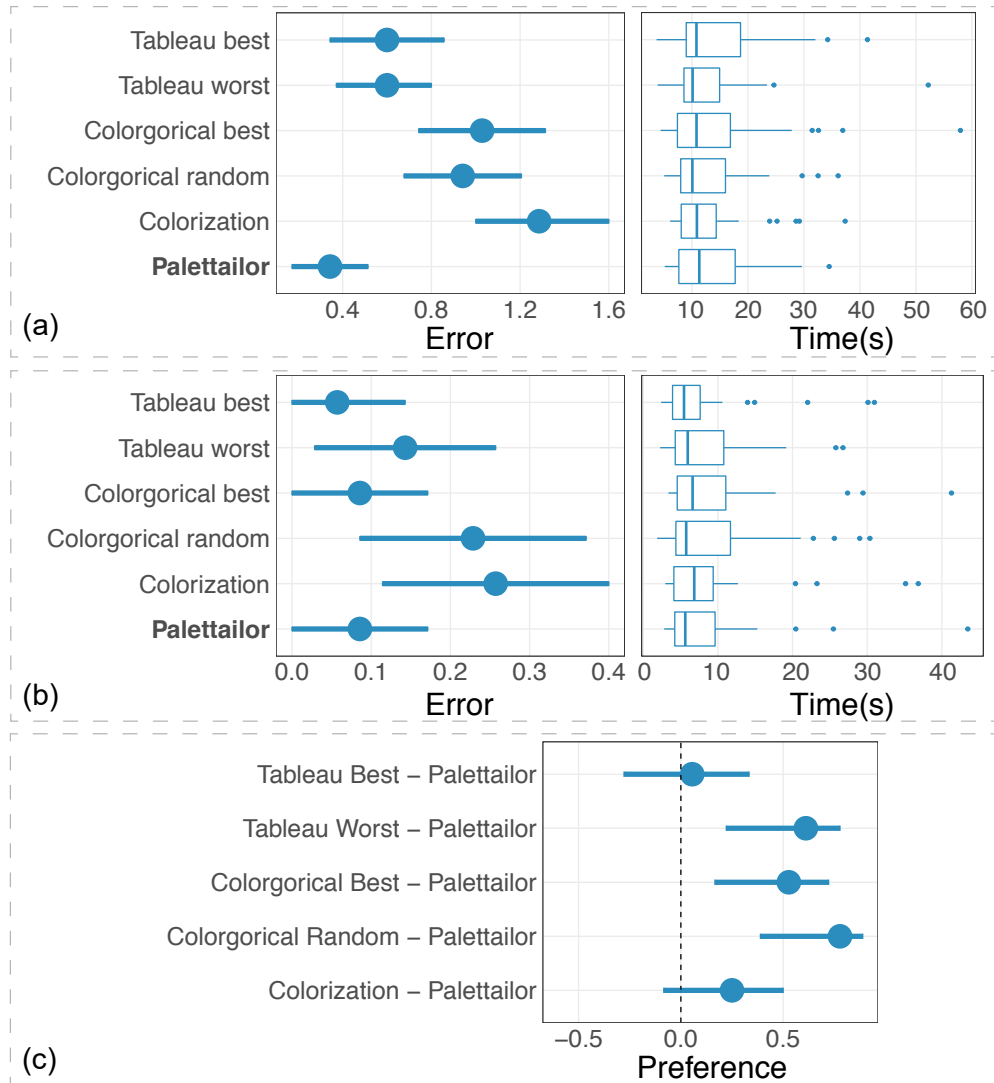 Tableau best
Tableau worst
Colorgorical best
Colorgorical random
Colorization
Palettailor
0.4 0.8 1.2 1.6
10 20 30 40 50 60
(a)
Error
Time(s)
Tableau best
Tableau worst
Colorgorical best
Colorgorical random
Colorization
Palettailor
0.0 0.1 0.2 0.3 0.4
0 10 20 30 40
(b)
Error
Time(s)
Tableau Best − Palettailor
Tableau Worst − Palettailor
Colorgorical Best − Palettailor
Colorgorical Random − Palettailor
Colorization − Palettailor
−0.5 0.0 0.5
(c)
Preference